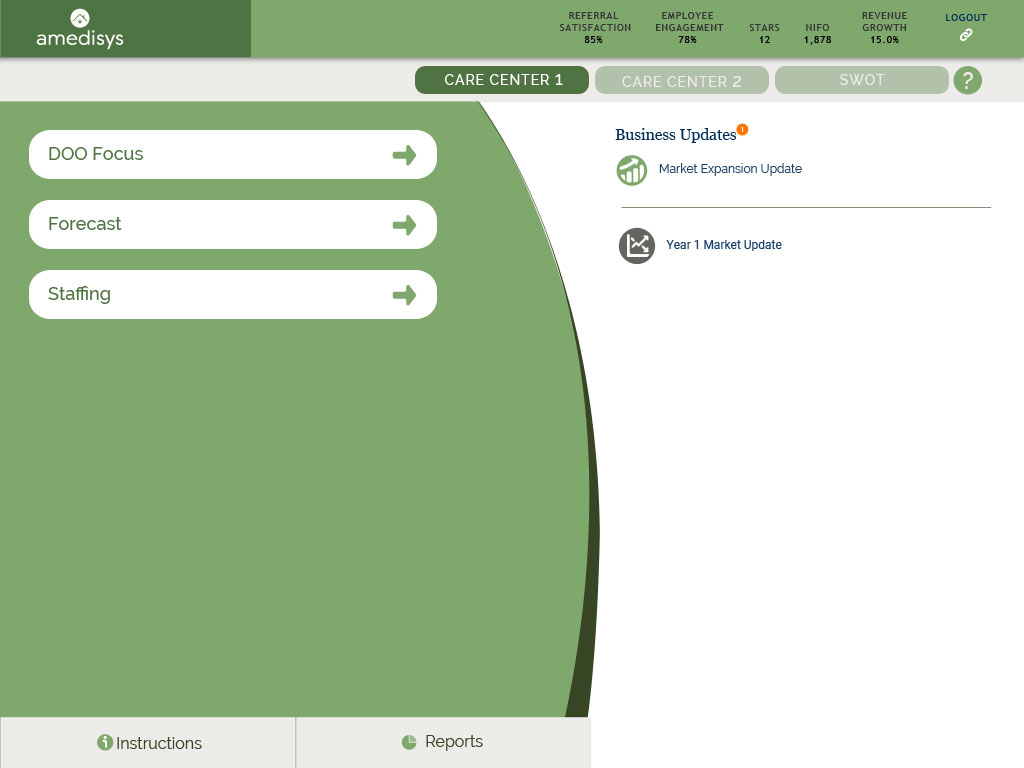 amedisys
REFERRAL
SATISFACTION
85%
EMPLOYEE
ENGAGEMENT
78%
STARS
12
NIFO
1,878
REVENUE
GROWTH
15.0%
LOGOUT
CARE CENTER 1
CARE CENTER 2
SWOT
?
DOO Focus
Forecast
Staffing
Business Updates 1
Market Expansion Update
Year 1 Market Update
Instructions
Reports